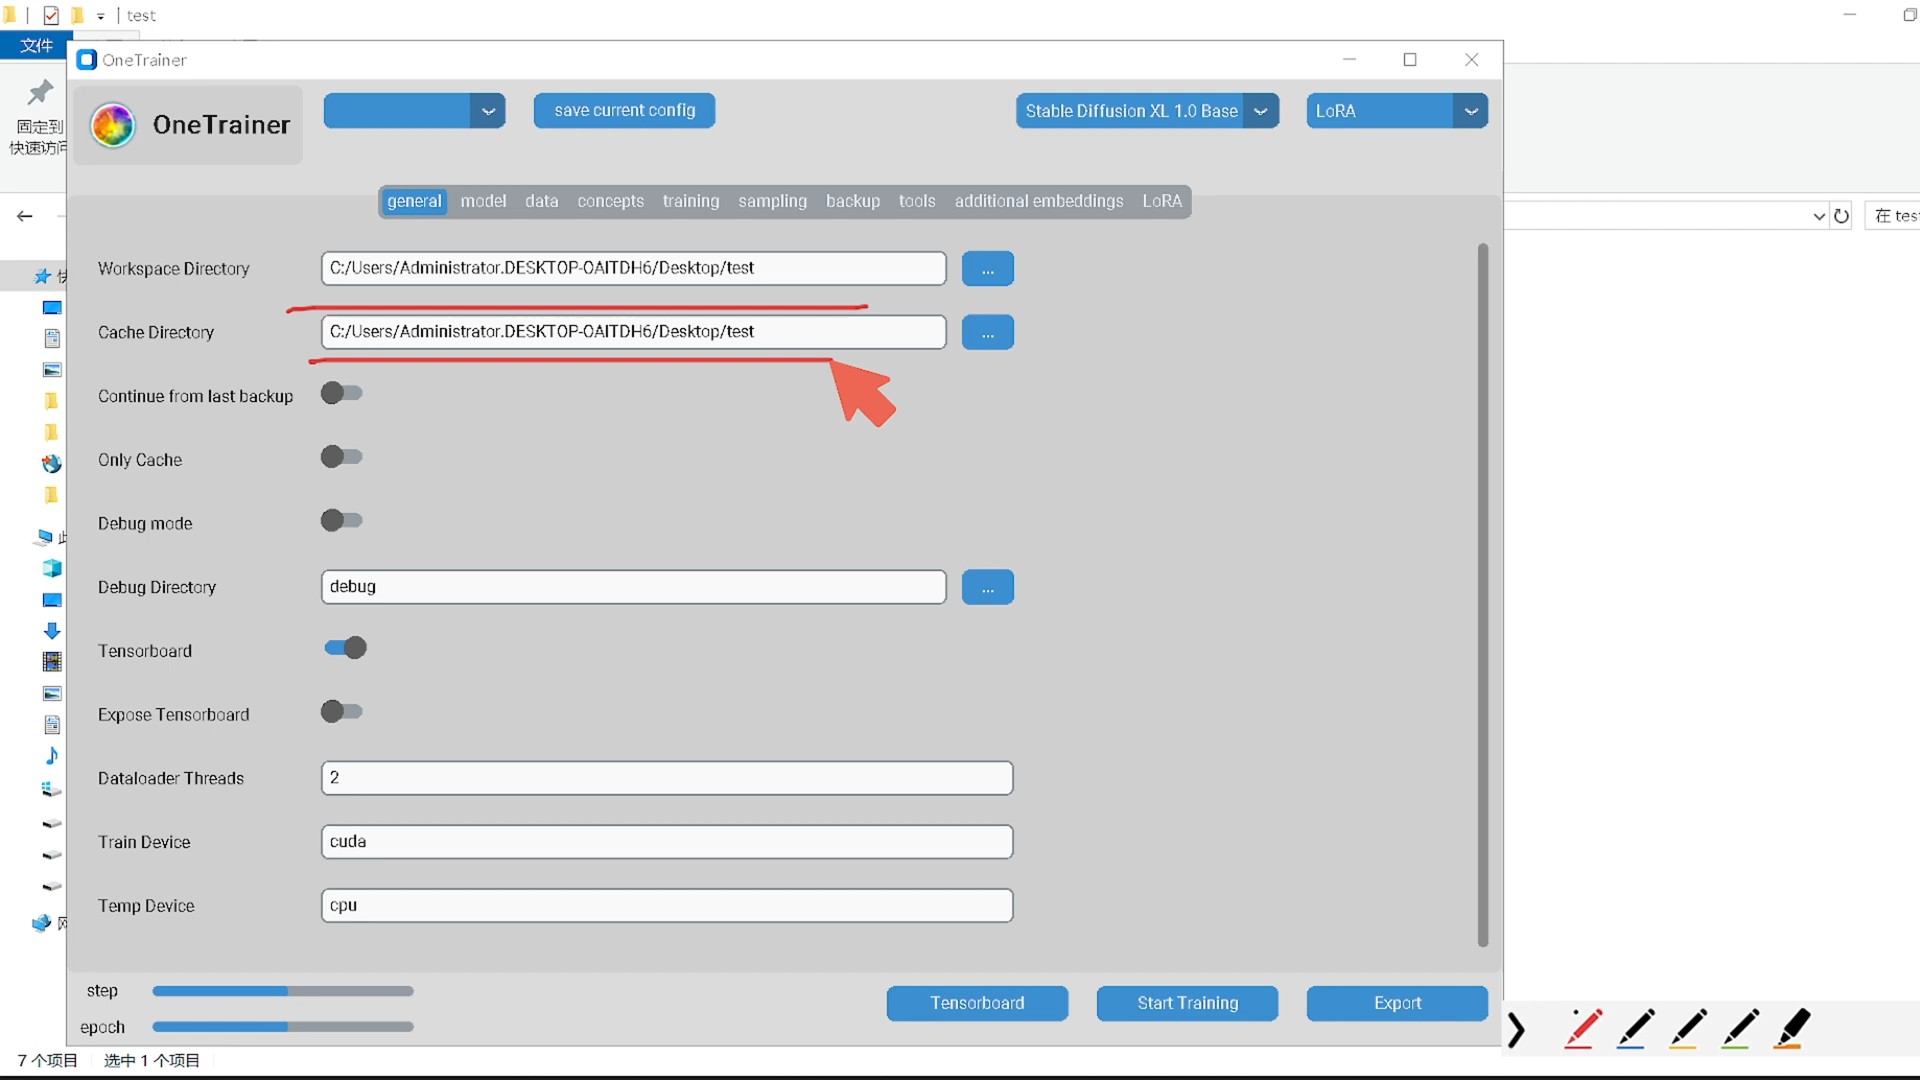 test
文件
OneTrainer
固定到
快速访问
OneTrainer
save current config
Stable Diffusion XL 1.0 Base
LoRA
general model data concepts training sampling backup tools additional embeddings LoRA
在 tes
Workspace Directory
C:/Users/Administrator.DESKTOP-OAITDH6/Desktop/test
...
Cache Directory
C:/Users/Administrator.DESKTOP-OAITDH6/Desktop/test
...
Continue from last backup
Only Cache
Debug mode
Debug Directory
debug
...
Tensorboard
Expose Tensorboard
Dataloader Threads
2
Train Device
cuda
Temp Device
cpu
step
epoch
Tensorboard
Start Training
Export
7 个项目
选中 1 个项目